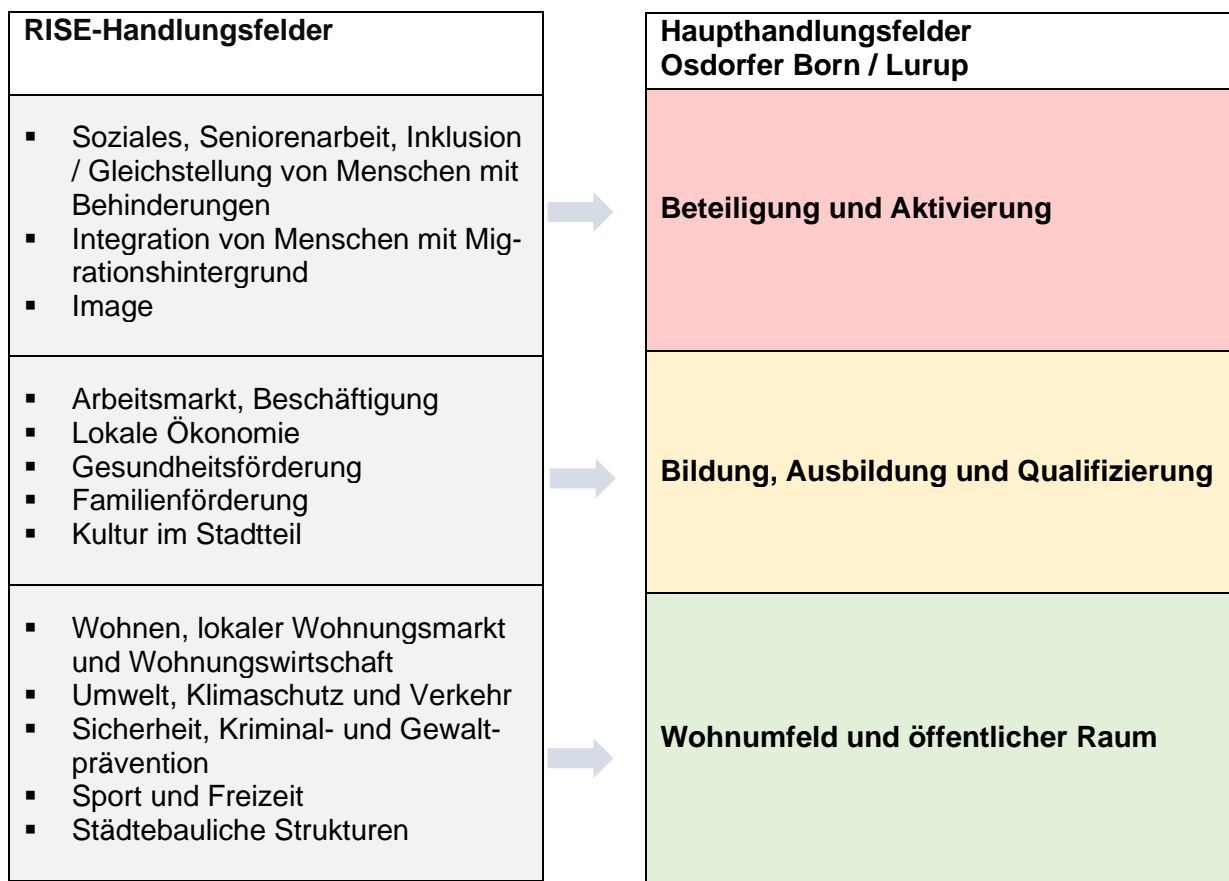 RISE-Handlungsfelder
Haupthandlungsfelder
Osdorfer Born / Lurup
▪ Soziales, Seniorenarbeit, Inklusion
/ Gleichstellung von Menschen mit
Behinderungen
▪ Integration von Menschen mit Mig-
rationshintergrund
▪ Image
Beteiligung und Aktivierung
▪ Arbeitsmarkt, Beschäftigung
▪ Lokale Ökonomie
▪ Gesundheitsförderung
▪ Familienförderung
▪ Kultur im Stadtteil
Bildung, Ausbildung und Qualifizierung
▪ Wohnen, lokaler Wohnungsmarkt
und Wohnungswirtschaft
▪ Umwelt, Klimaschutz und Verkehr
▪ Sicherheit, Kriminal- und Gewalt-
prävention
▪ Sport und Freizeit
▪ Städtebauliche Strukturen
Wohnumfeld und öffentlicher Raum